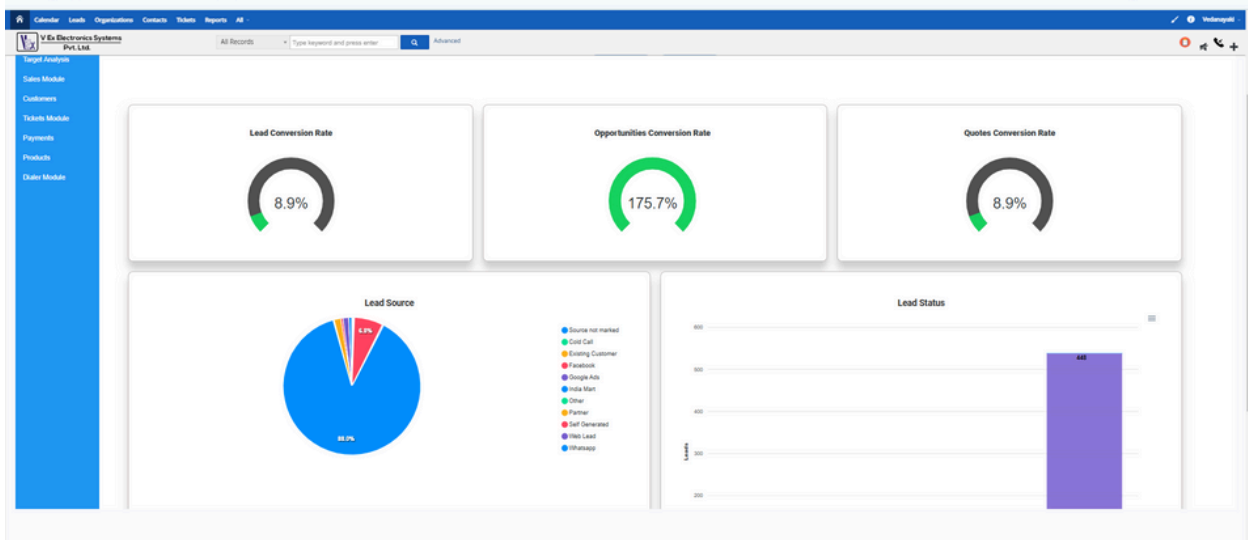 Calendar Leads Organizations Contacts Tickets Reports All Vedanayaki
V Ex Electronics Systems
Pvt. Ltd.
All Records Type keyword and press enter Advanced
Target Analysis
Sales Module
Customers
Tickets Module
Payments
Products
Dialer Module
Lead Conversion Rate
8.9%
Opportunities Conversion Rate
175.7%
Quotes Conversion Rate
8.9%
Lead Source
6.9%
88.0%
Source not marked
Cold Call
Existing Customer
Facebook
Google Ads
India Mart
Other
Partner
Self Generated
Web Lead
Whatsapp
Lead Status
600
500
400
300
200
Leads